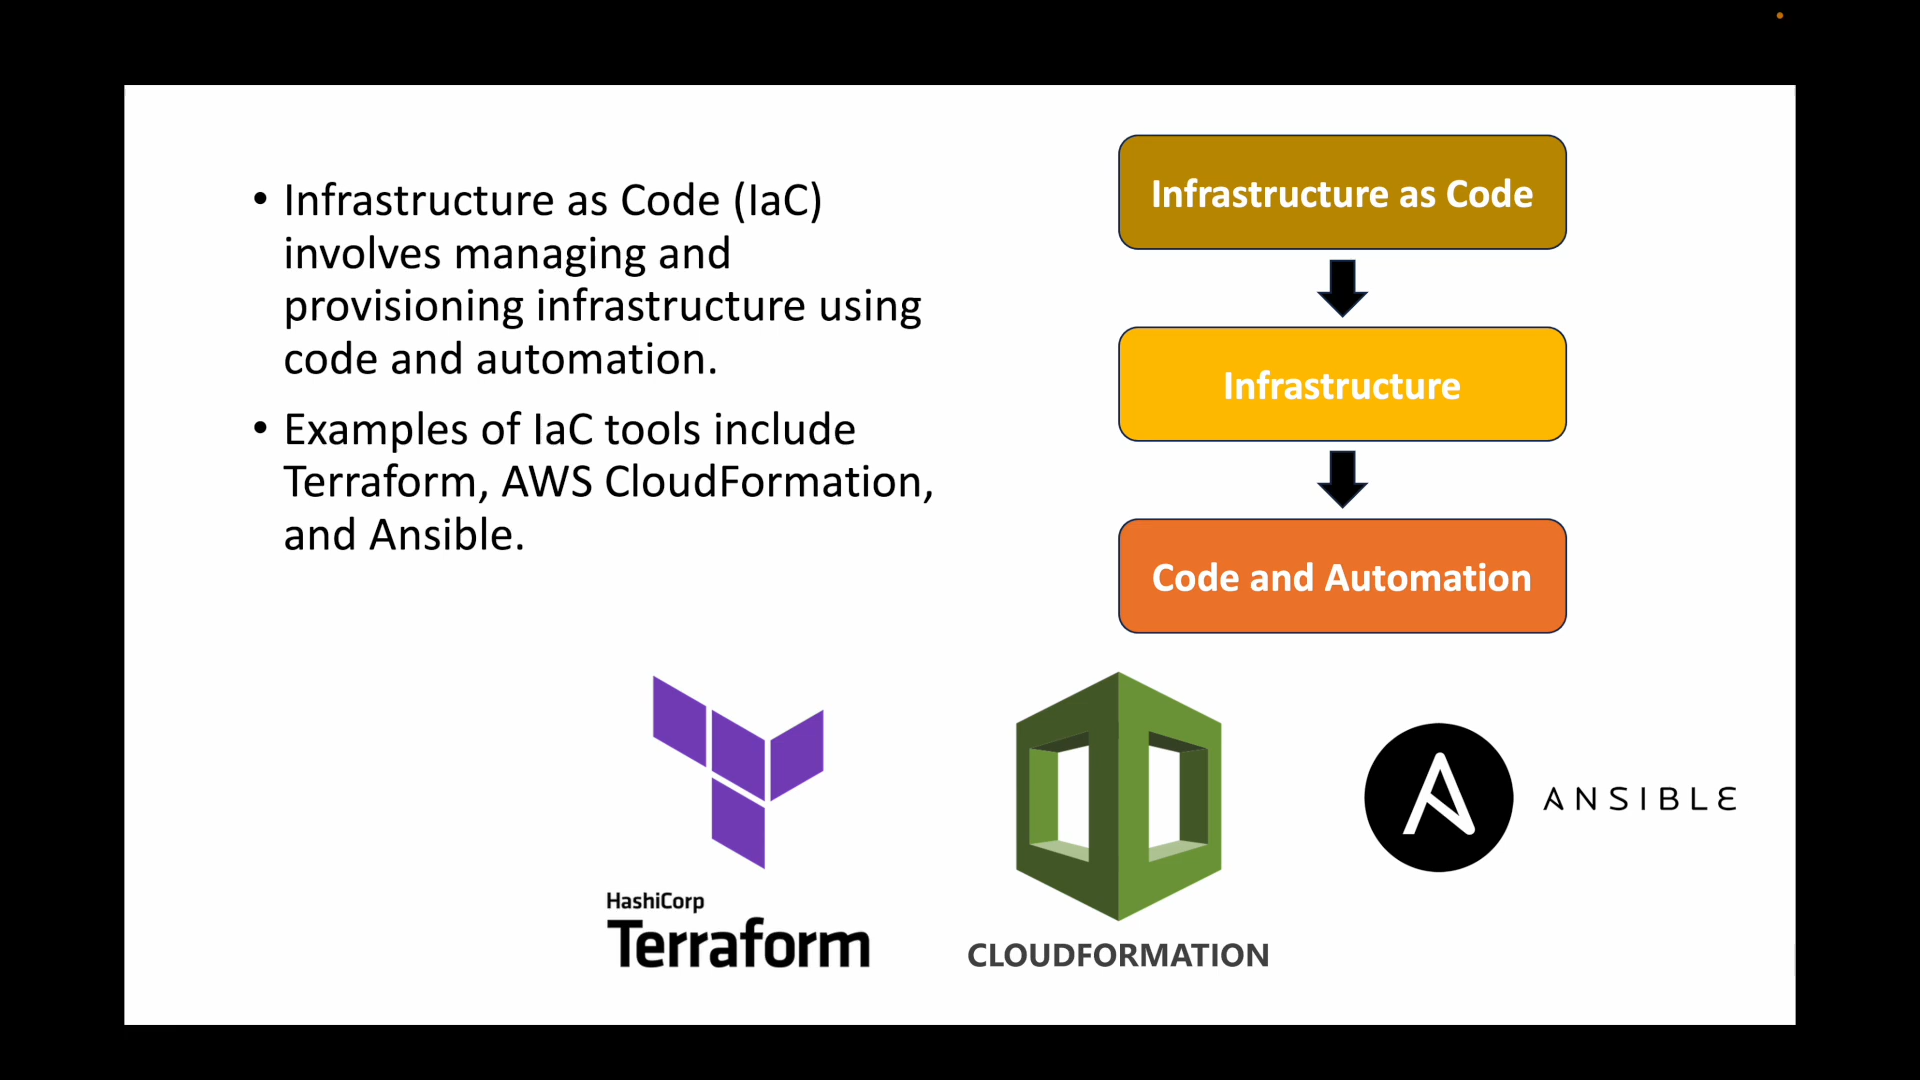 • Infrastructure as Code (IaC)
involves managing and
provisioning infrastructure using
code and automation.
• Examples of IaC tools include
Terraform, AWS CloudFormation,
and Ansible.
Infrastructure as Code
Infrastructure
Code and Automation
HashiCorp
Terraform
CLOUDFORMATION
ANSIBLE